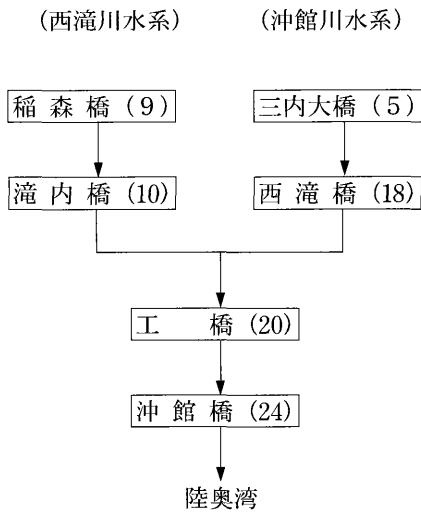 (西滝川水系) (沖館川水系)
稲森橋(9) 三内大橋(5)
滝内橋(10) 西滝橋(18)
工橋(20)
沖館橋(24)
陸奥湾